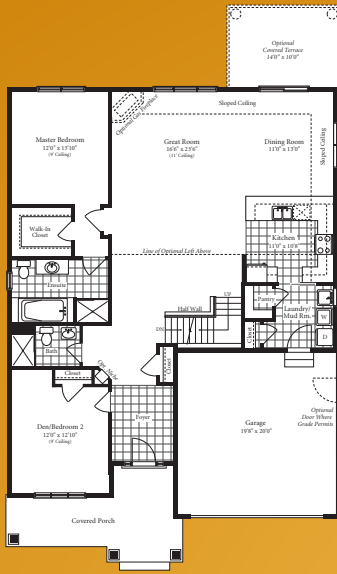 Optional
Covered Terrace
14'0" x 10'0"
Optional Gas Fireplace
Sloped Ceiling
Master Bedroom
12'0" x 13'10"
(9' Ceiling)
Great Room
16'6" x 23'6"
(11' Ceiling)
Dining Room
11'0" x 13'0"
Sloped Ceiling
Walk-In
Closet
Kitchen
11'0" x 10'8"
Line of Optional Loft Above
Ensuite
UP
Half Wall
DN
Pantry
Laundry/
Mud Rm.
W
D
Closet
Bath
Closet
Opt. Niche
Closet
Foyer
Optional
Door Where
Grade Permits
Den/Bedroom 2
12'0" x 12'10"
(9' Ceiling)
Garage
19'8" x 20'0"
Covered Porch